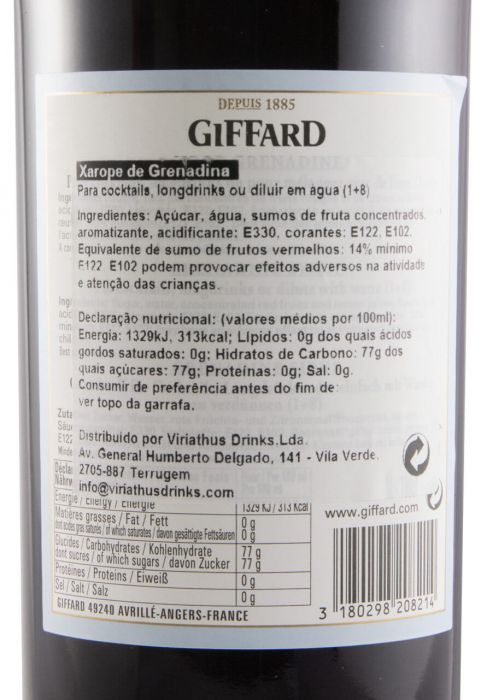 DEPUIS 1885
GIFFARD
Xarope de Grenadina
Para cocktails, longdrinks ou diluir em água (1+8)
Ingredientes: Açúcar, água, sumos de fruta concentrados,
aromatizante, acidificante: E330, corantes: E122, E102.
Equivalente de sumo de frutos vermelhos: 14% minimo
E122, E102 podem provocar efeitos adversos na atividade
e atenção das crianças.
Declaração nutricional: (valores médios por 100ml):
Energia: 1329kJ, 313kcal; Lípidos: 0g dos quais ácidos
gordos saturados: 0g; Hidratos de Carbono: 77g dos
quais açúcares: 77g; Proteínas: 0g; Sal: 0g.
Consumir de preferência antes do fim de
ver topo da garrafa.
Distribuido por Viriathus Drinks,Lda.
Av. General Humberto Delgado, 141 - Vila Verde.
2705-887 Terrugem
info@viriathusdrinks.com
Energie / Energy / Energie 1329 KJ / 313 kcal
Matières grasses / Fat / Fett 0 g
dont acides gras saturés / of which saturates / davon gesättigte Fettsäuren 0 g
Glucides / Carbohydrates / Kohlenhydrate 77 g
dont sucres / of which sugars / davon Zucker 77 g
Protéines / Proteins / Eiweiß 0 g
Sel / Salt / Salz 0 g
GIFFARD 49240 AVRILLÉ-ANGERS-FRANCE
www.giffard.com
3 180298 208214